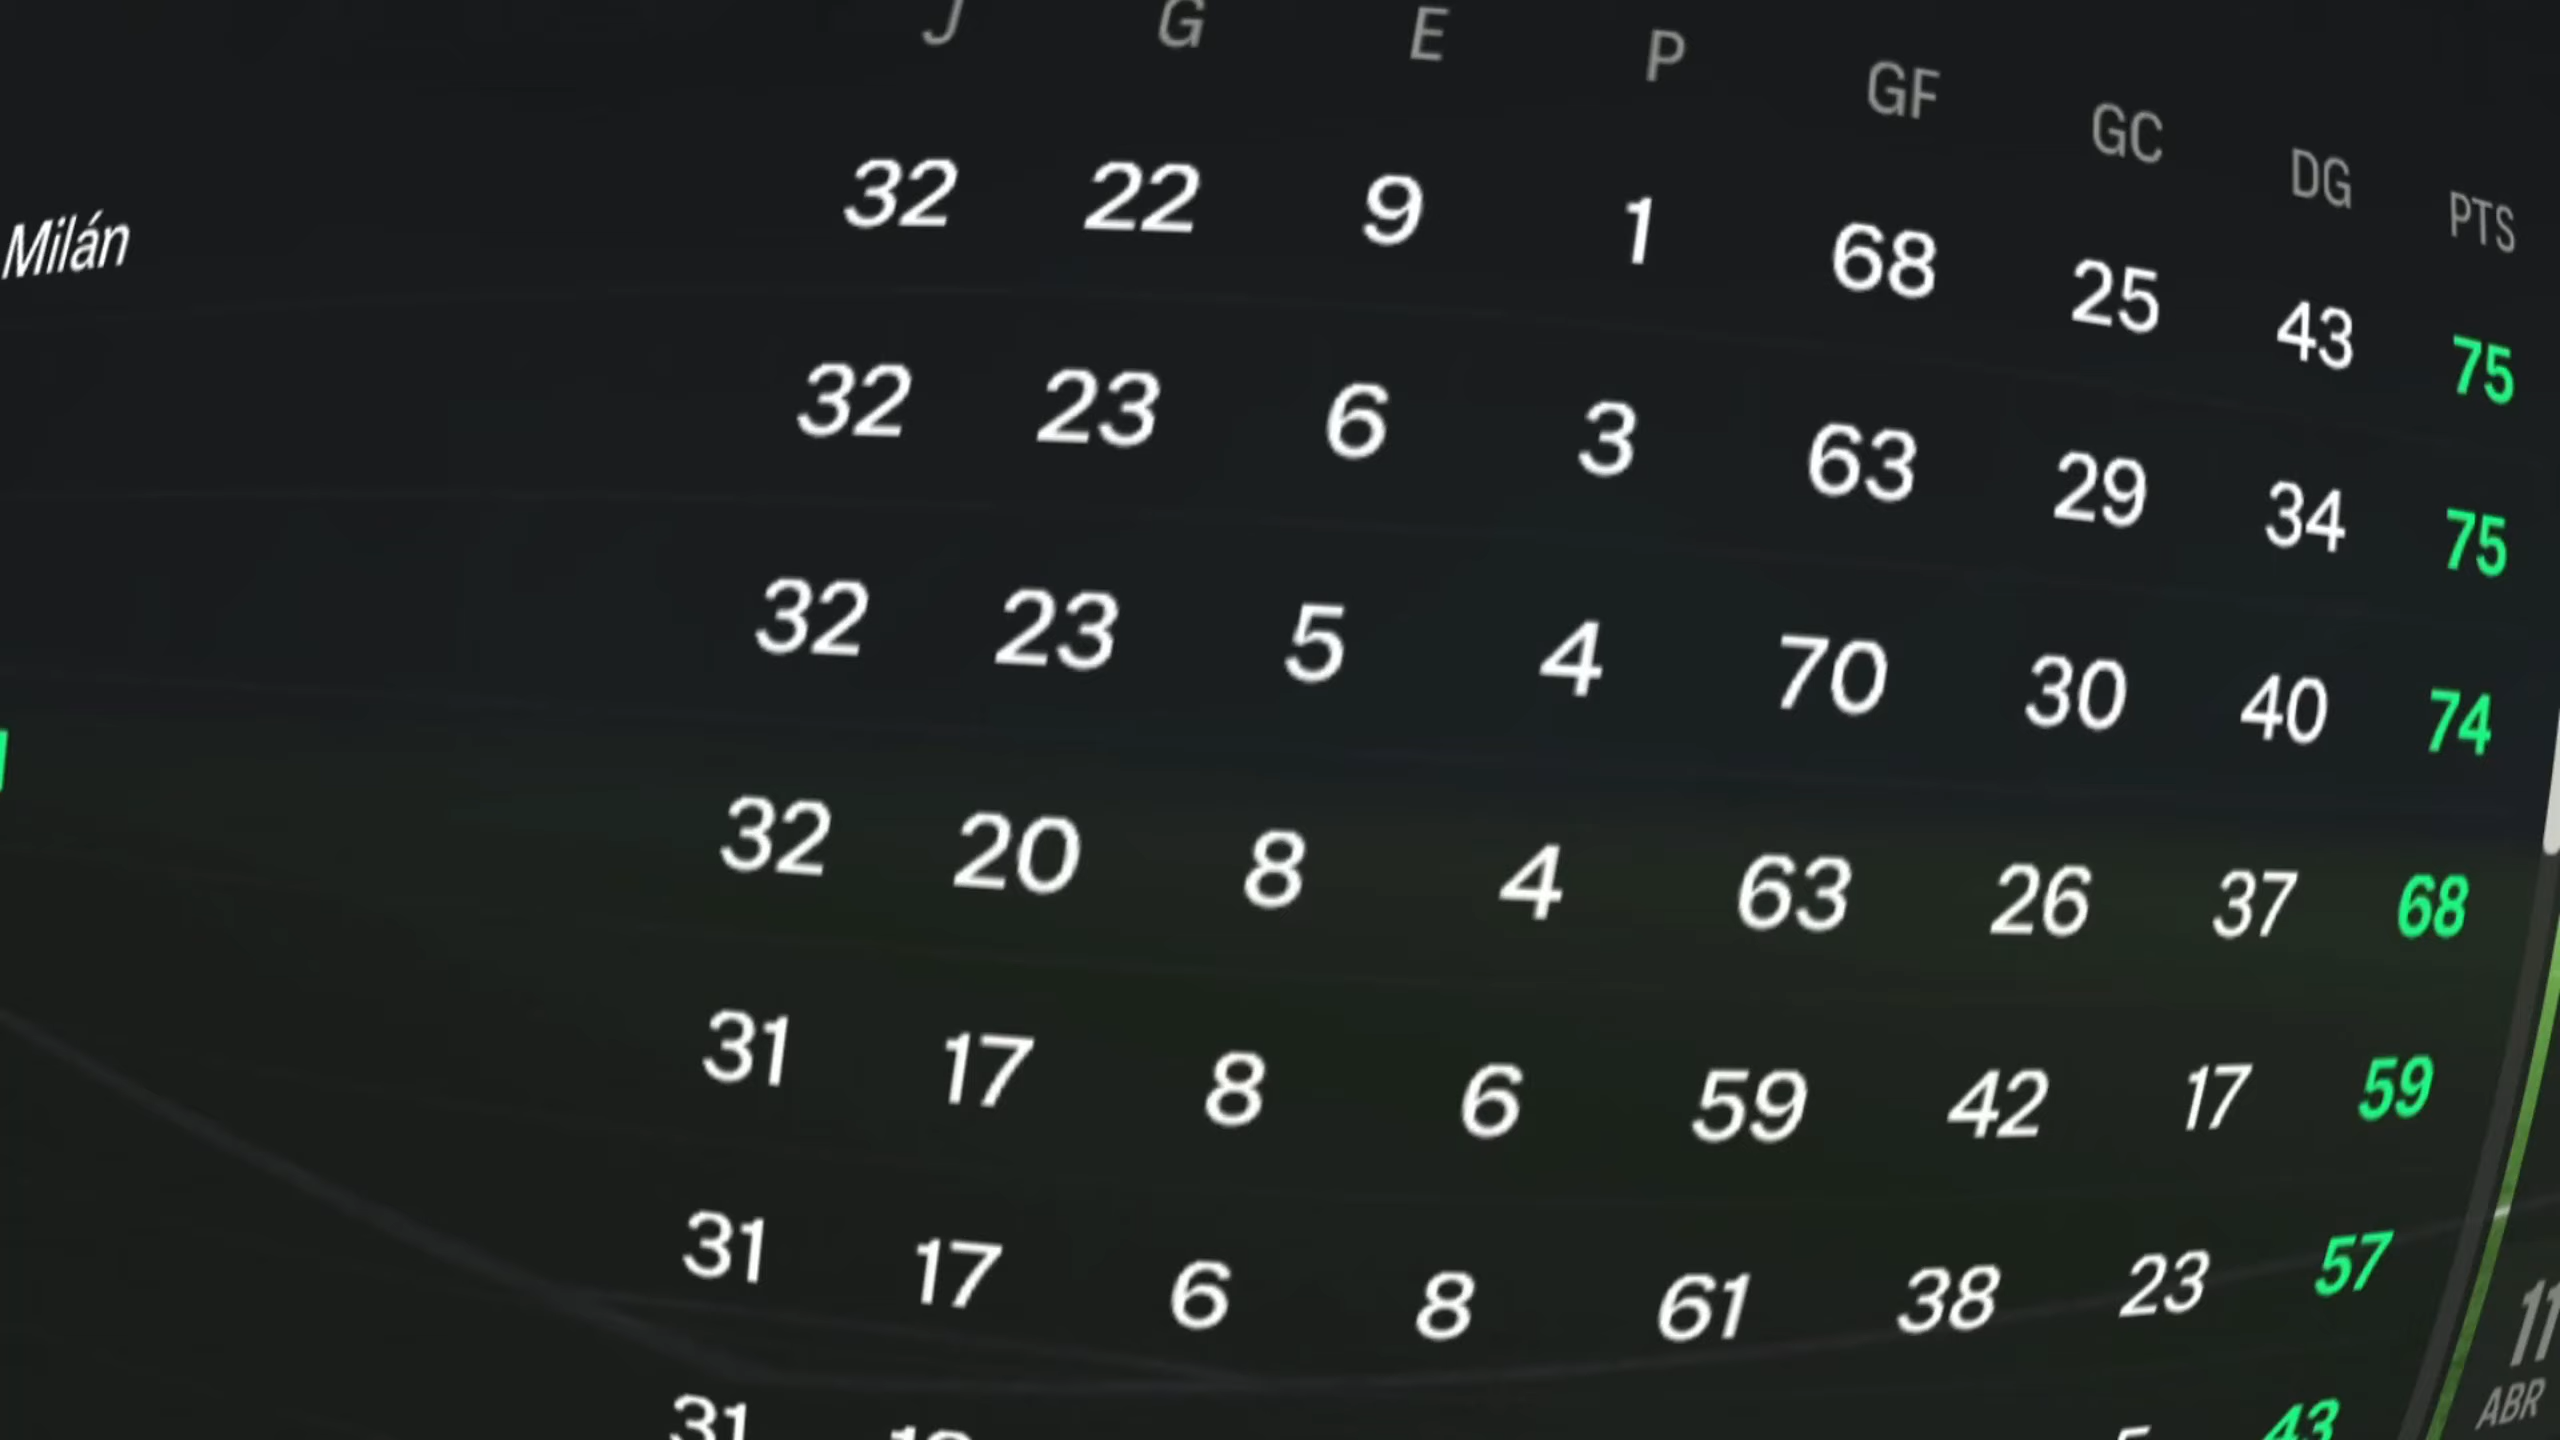 J G E P GF GC DG PTS
Milán 32 22 9 1 68 25 43 75
32 23 6 3 63 29 34 75
32 23 5 4 70 30 40 74
32 20 8 4 63 26 37 68
31 17 8 6 59 42 17 59
31 17 6 8 61 38 23 57
31 43
11
ABR